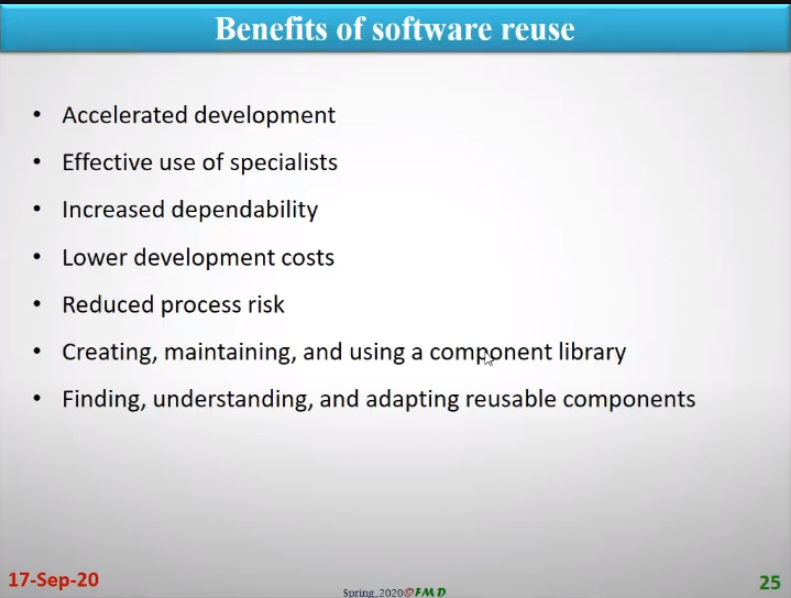 Benefits of software reuse
• Accelerated development
• Effective use of specialists
• Increased dependability
• Lower development costs
• Reduced process risk
• Creating, maintaining, and using a component library
• Finding, understanding, and adapting reusable components
17-Sep-20
Spring_2020©FMD
25